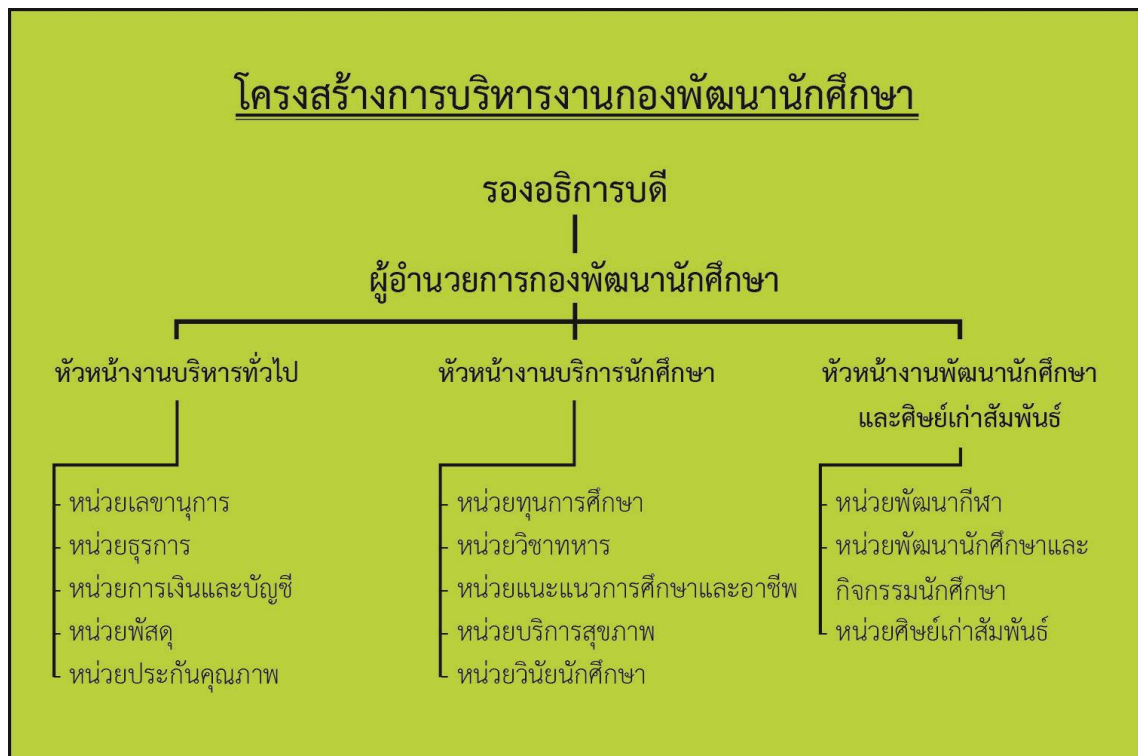 โครงสร้างการบริหารงานกองพัฒนานักศึกษา
รองอธิการบดี
ผู้อำนวยการกองพัฒนานักศึกษา
หัวหน้างานบริหารทั่วไป
- หน่วยเลขานุการ
- หน่วยธุรการ
- หน่วยการเงินและบัญชี
- หน่วยพัสดุ
- หน่วยประกันคุณภาพ
หัวหน้างานบริการนักศึกษา
- หน่วยทุนการศึกษา
- หน่วยวิชาทหาร
- หน่วยแนะแนวการศึกษาและอาชีพ
- หน่วยบริการสุขภาพ
- หน่วยวินัยนักศึกษา
หัวหน้างานพัฒนานักศึกษา
และศิษย์เก่าสัมพันธ์
- หน่วยพัฒนากีฬา
- หน่วยพัฒนานักศึกษาและ
กิจกรรมนักศึกษา
- หน่วยศิษย์เก่าสัมพันธ์